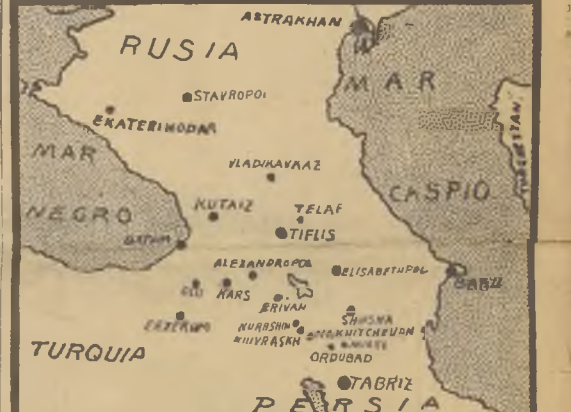 ASTRAKHAN
RUSIA
MAR
STAVROPOL
EKATERINODAR
MAR
VLADIKAVKAZ
CASPIO
KUTAIZ
TELAF
NEGRO
TIFLIS
BATUM
ALEXANDROPOL
ELISABETHPOL
BAKU
KARS
ERIVAN
ERZERUM
SHUSHA
NAKHITCHEVAN
ORDUBAD
TURQUIA
TABRIZ
PERSIA